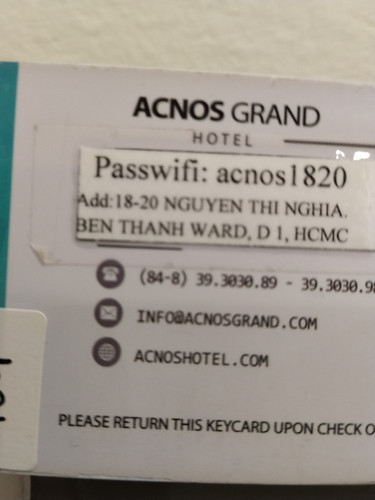 ACNOS GRAND
HOTEL
Passwifi: acnos1820
Add:18-20 NGUYEN THI NGHIA.
BEN THANH WARD, D 1, HCMC
(84-8) 39.3030.89 - 39.3030.98
INFO@ACNOSGRAND.COM
ACNOSHOTEL.COM
PLEASE RETURN THIS KEYCARD UPON CHECK O